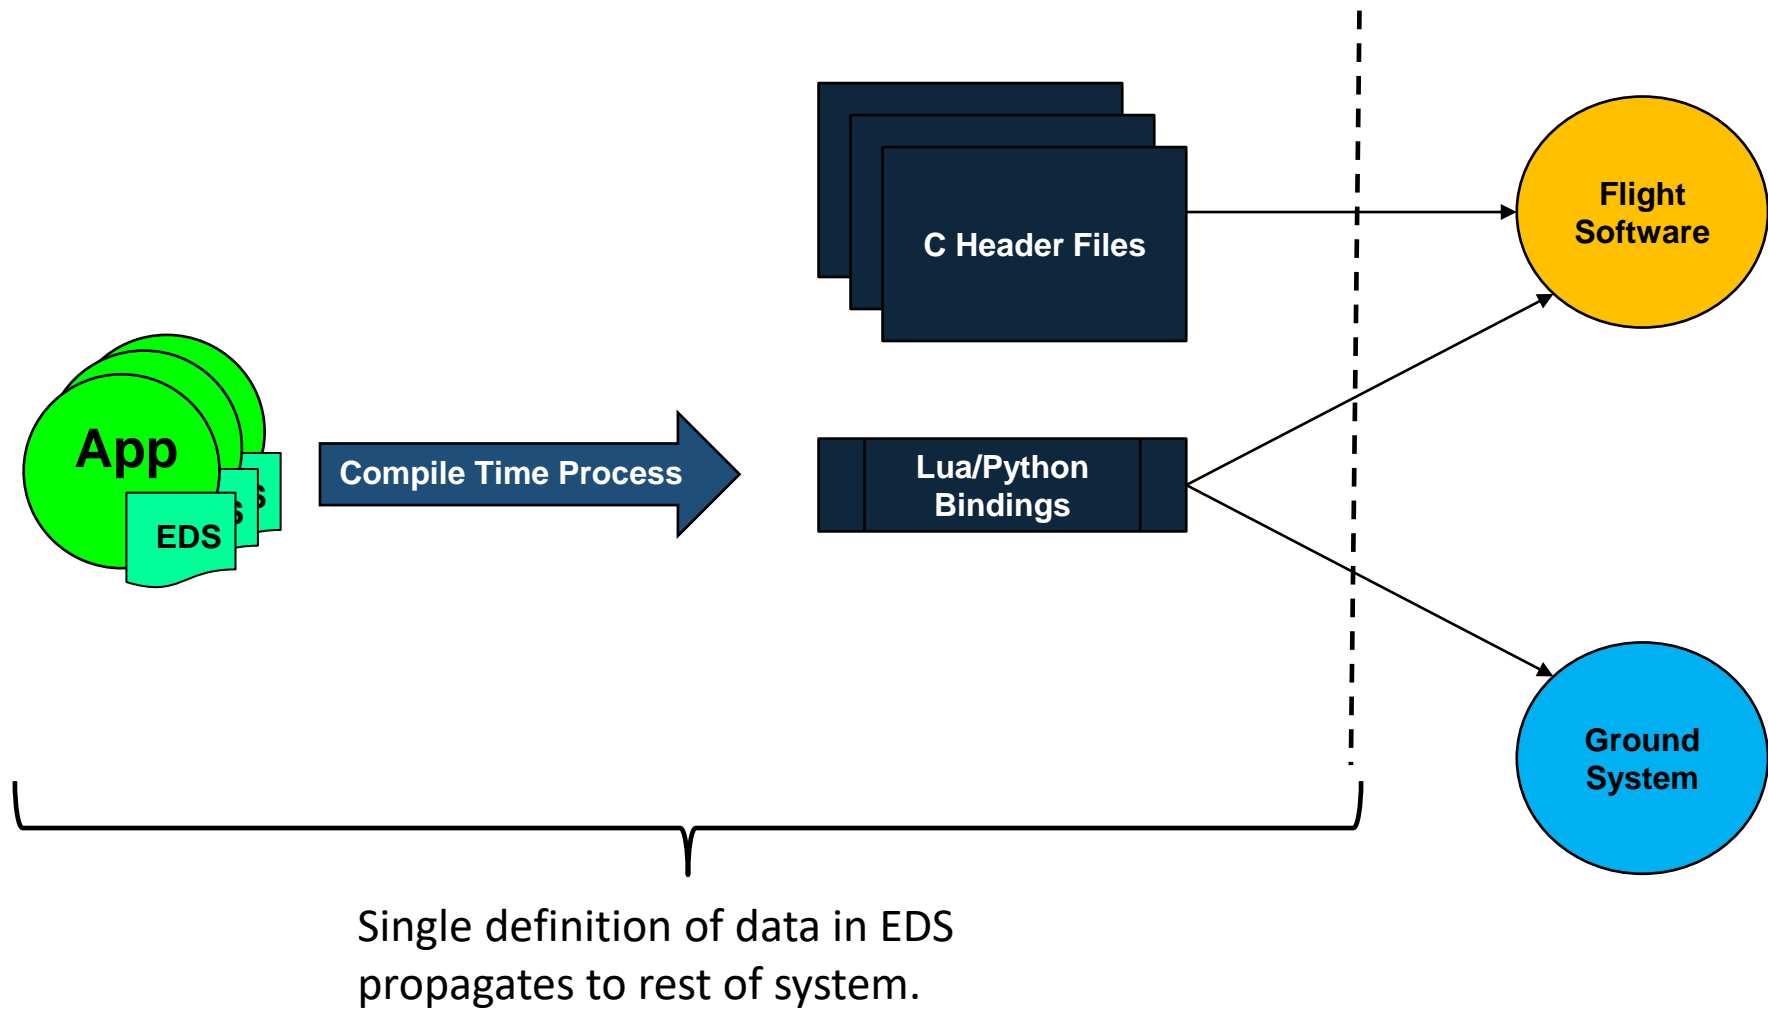 C Header Files
Flight
Software
App
EDS
Compile Time Process
Lua/Python
Bindings
Ground
System
Single definition of data in EDS
propagates to rest of system.